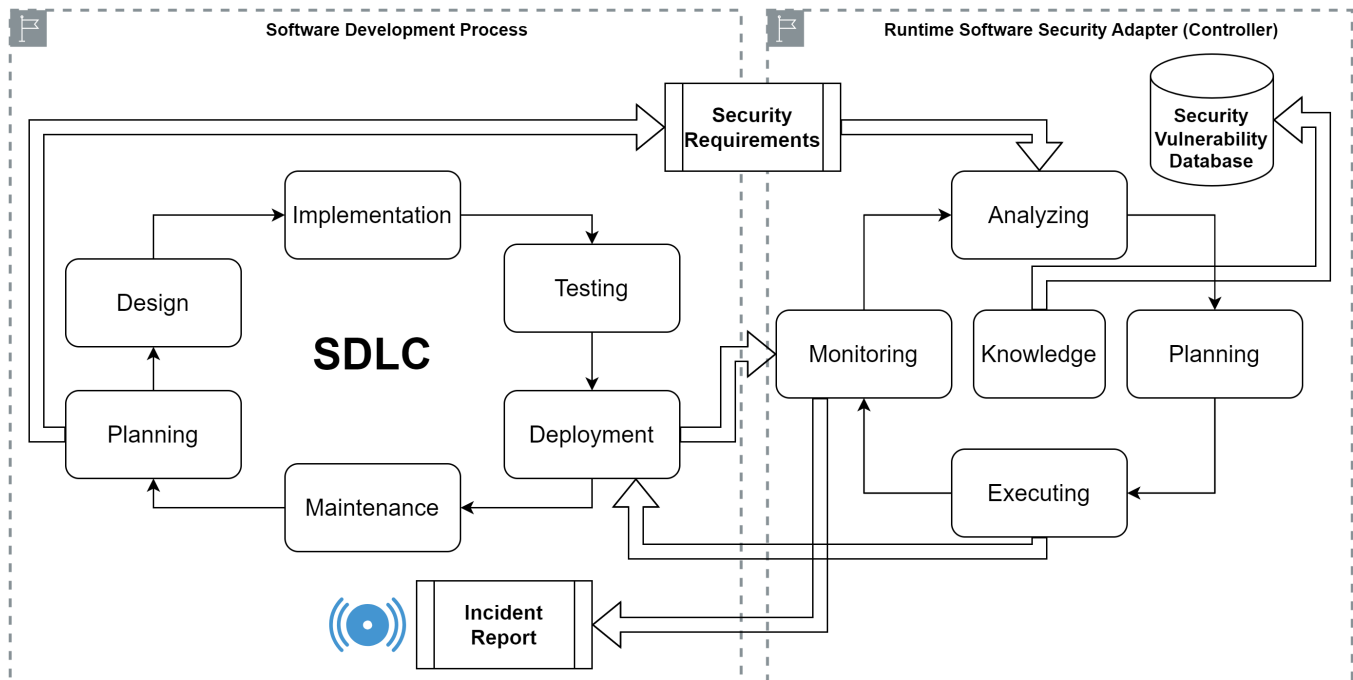 Software Development Process
Runtime Software Security Adapter (Controller)
Security
Requirements
Security
Vulnerability
Database
Implementation
Analyzing
Design
Testing
SDLC
Monitoring
Knowledge
Planning
Planning
Deployment
Maintenance
Executing
Incident
Report